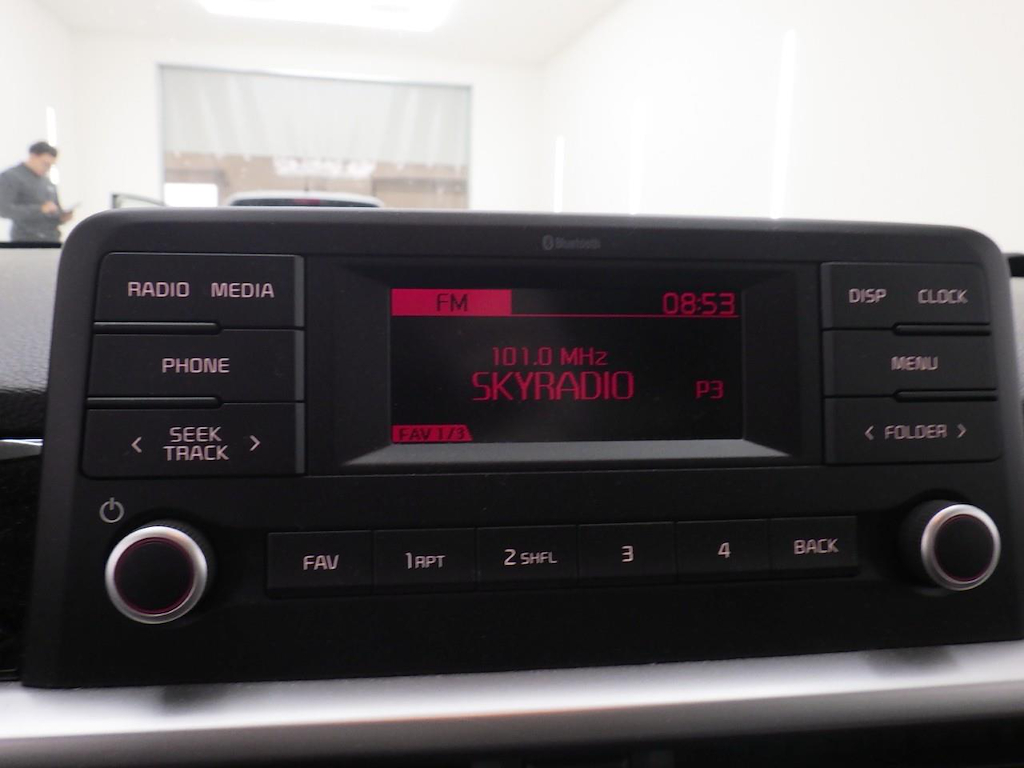 Bluetooth
RADIO MEDIA
PHONE
< SEEK TRACK >
FM 08:53
101.0 MHz
SKYRADIO P3
FAV 1/3
DISP CLOCK
MENU
< FOLDER >
FAV 1 RPT 2 SHFL 3 4 BACK